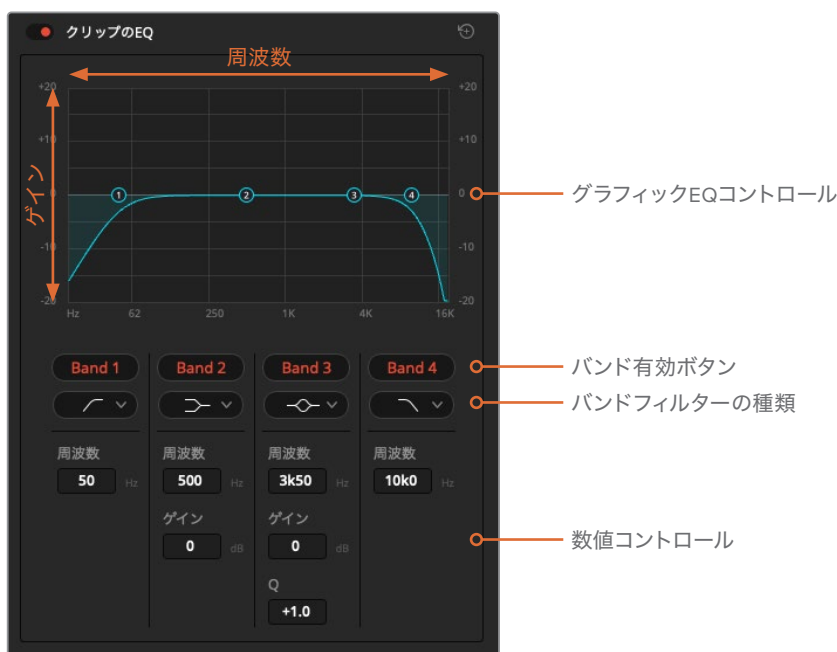 クリップのEQ
周波数
ゲイン
+20 +20
+10 +10
0 1 2 3 4 0
-10 -10
-20 -20
Hz 62 250 1K 4K 16K
グラフィックEQコントロール
Band 1 Band 2 Band 3 Band 4
バンド有効ボタン
バンドフィルターの種類
周波数 周波数 周波数 周波数
50 Hz 500 Hz 3k50 Hz 10k0 Hz
ゲイン ゲイン
0 dB 0 dB
数値コントロール
Q
+1.0